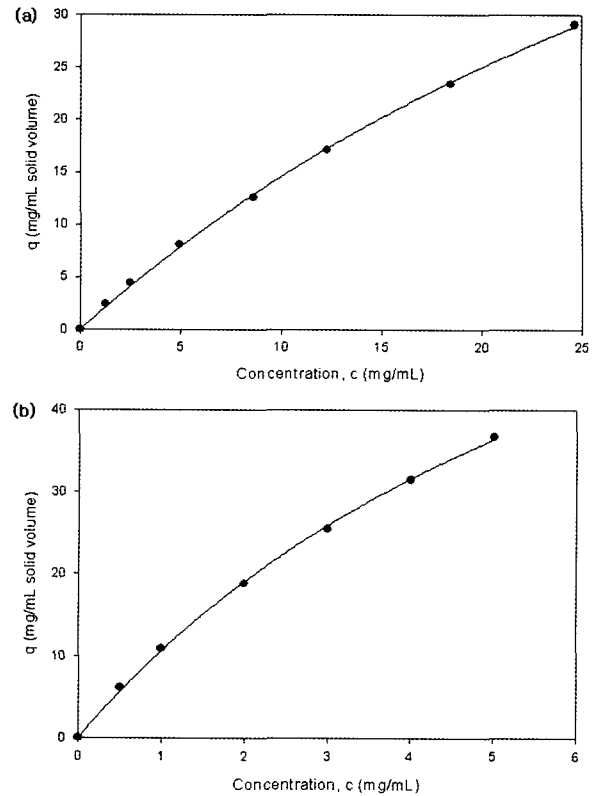 (a)
30
25
20
15
10
5
0
q (mg/mL solid volume)
0 5 10 15 20 25
Concentration, c (mg/mL)
(b)
40
30
20
10
0
q (mg/mL solid volume)
0 1 2 3 4 5 6
Concentration, c (mg/mL)